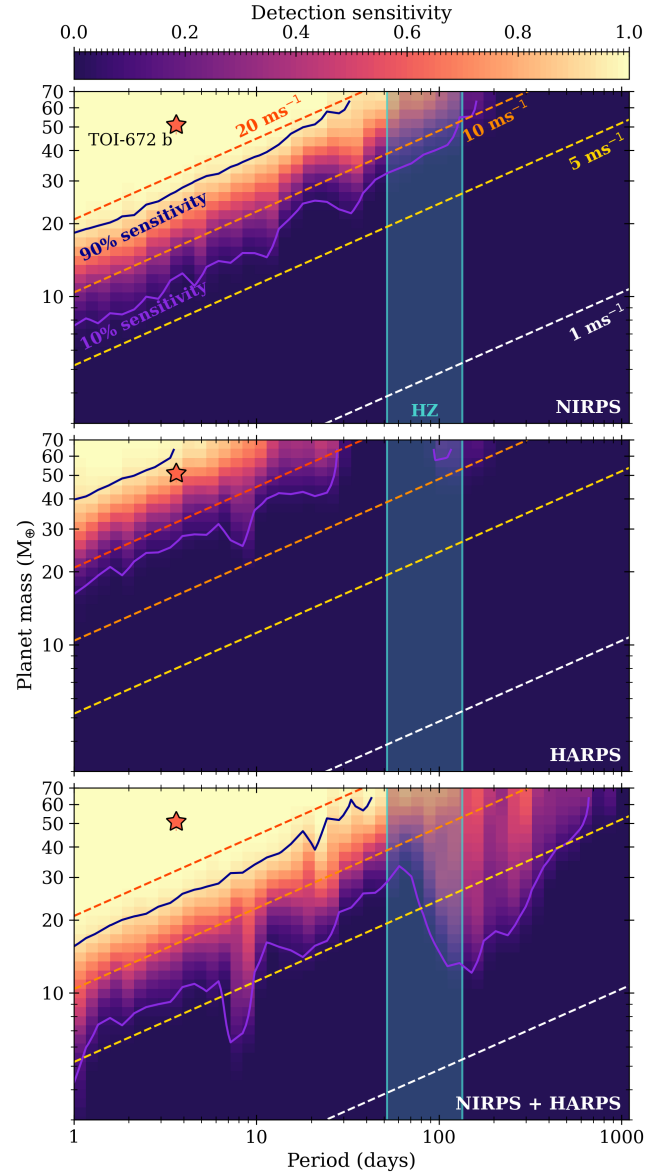 Detection sensitivity
0.0 0.2 0.4 0.6 0.8 1.0
70
60
50
40
30
20
10
TOI-672 b
20 ms⁻¹
10 ms⁻¹
5 ms⁻¹
1 ms⁻¹
90% sensitivity
10% sensitivity
HZ
NIRPS
70
60
50
40
30
20
10
HARPS
Planet mass (M⊕)
70
60
50
40
30
20
10
NIRPS + HARPS
1 10 100 1000
Period (days)